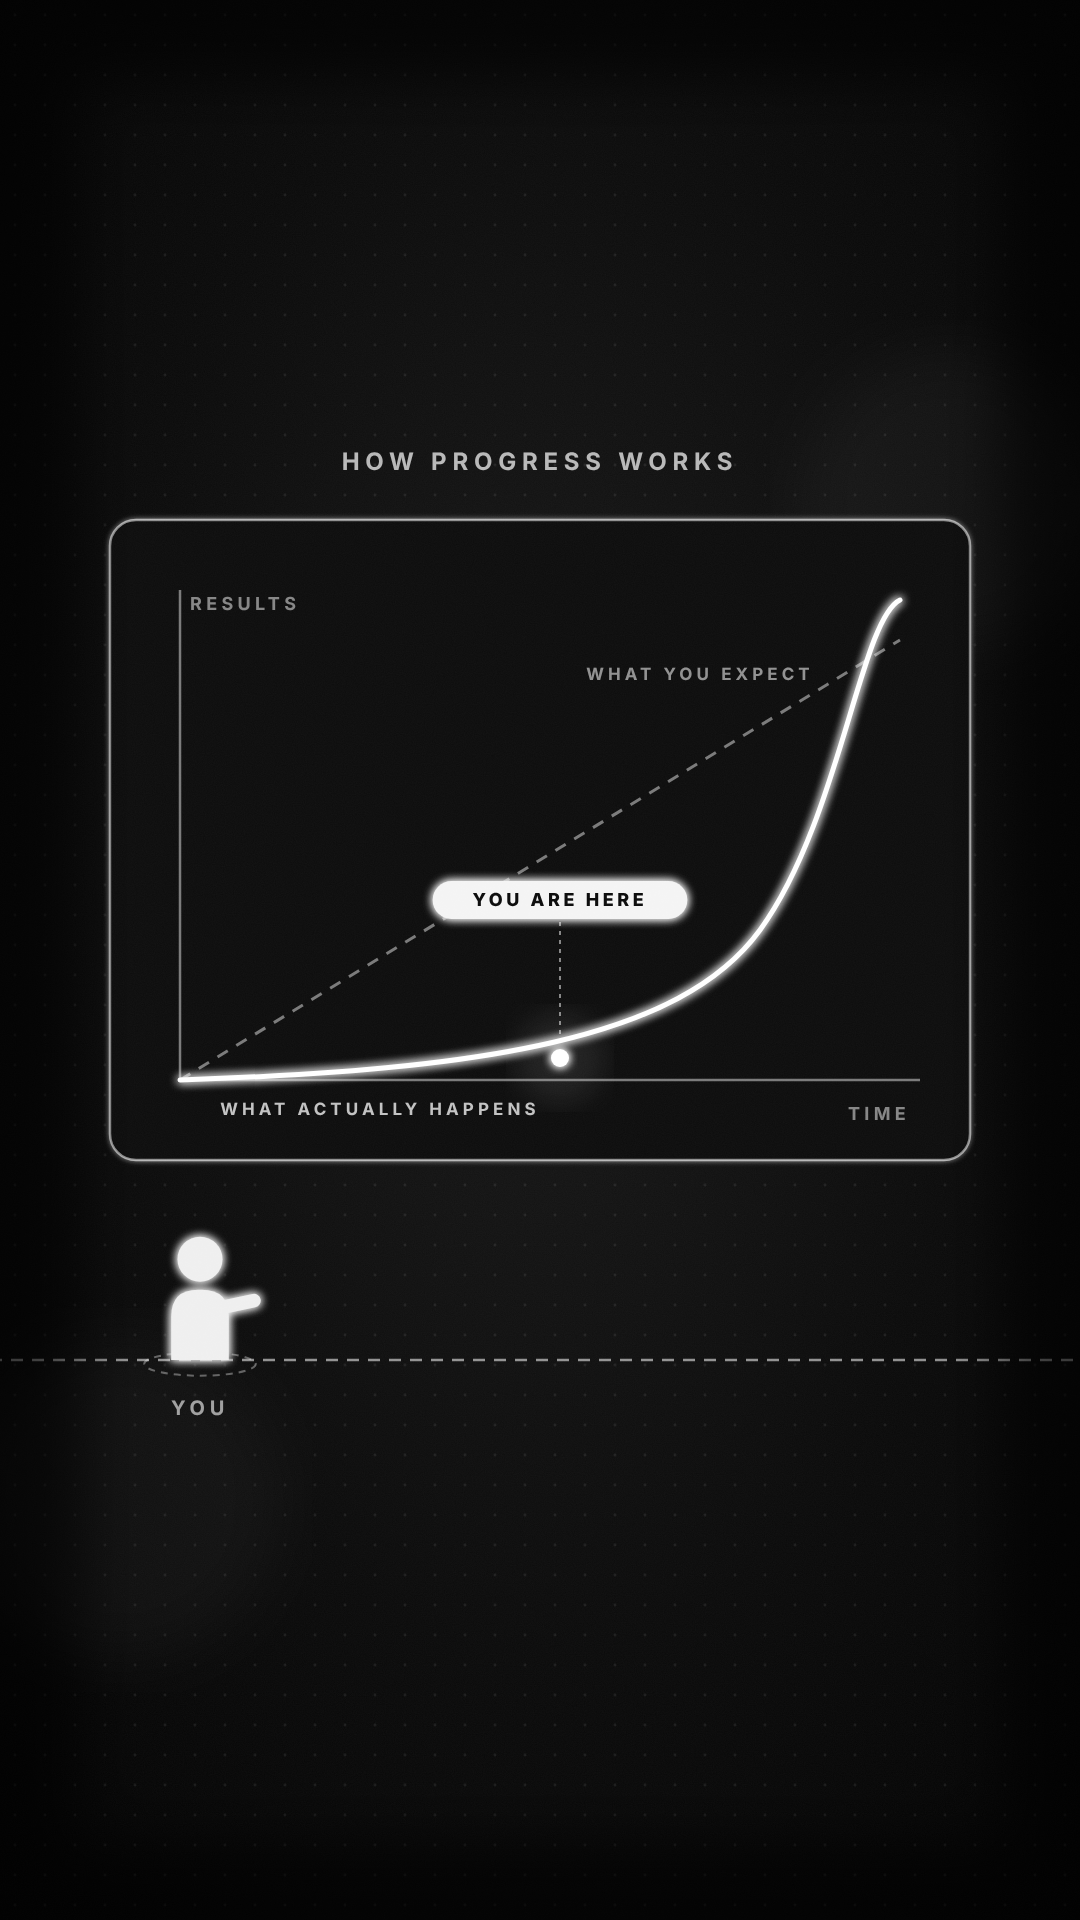 HOW PROGRESS WORKS
RESULTS
WHAT YOU EXPECT
YOU ARE HERE
WHAT ACTUALLY HAPPENS
TIME
YOU